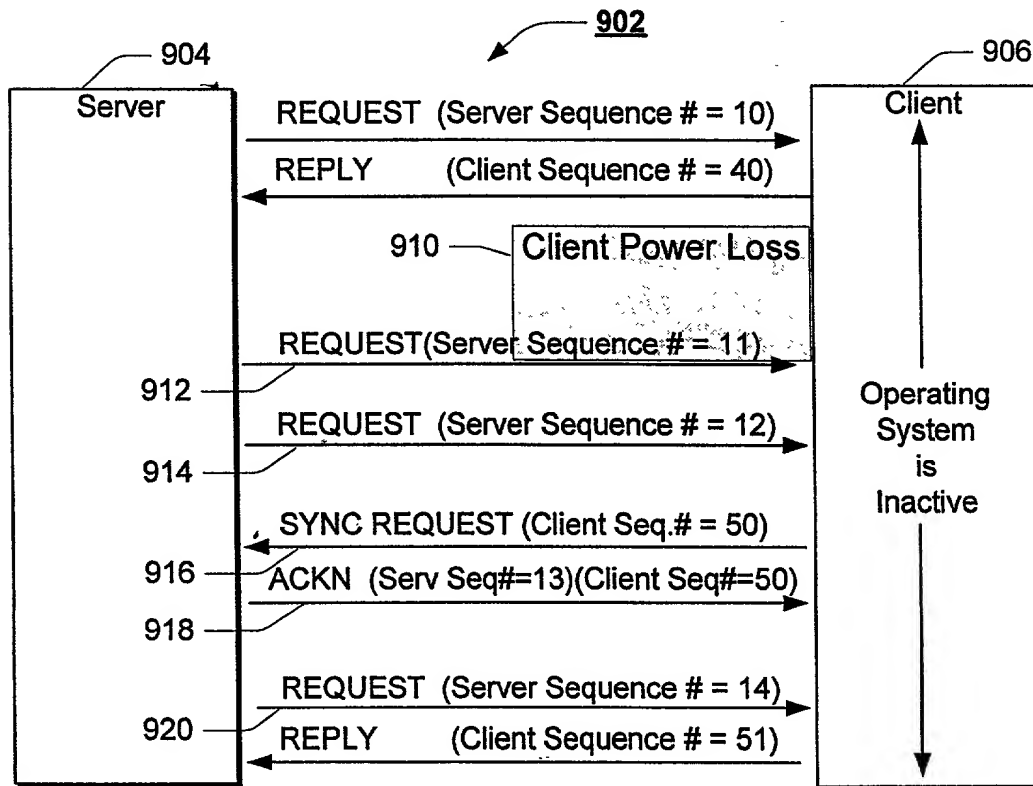 902
904
906
Server
Client
REQUEST (Server Sequence # = 10)
REPLY (Client Sequence # = 40)
910
Client Power Loss
REQUEST(Server Sequence # = 11)
912
REQUEST (Server Sequence # = 12)
914
Operating
System
is
Inactive
SYNC REQUEST (Client Seq.# = 50)
916
ACKN (Serv Seq#=13)(Client Seq#=50)
918
REQUEST (Server Sequence # = 14)
920
REPLY (Client Sequence # = 51)